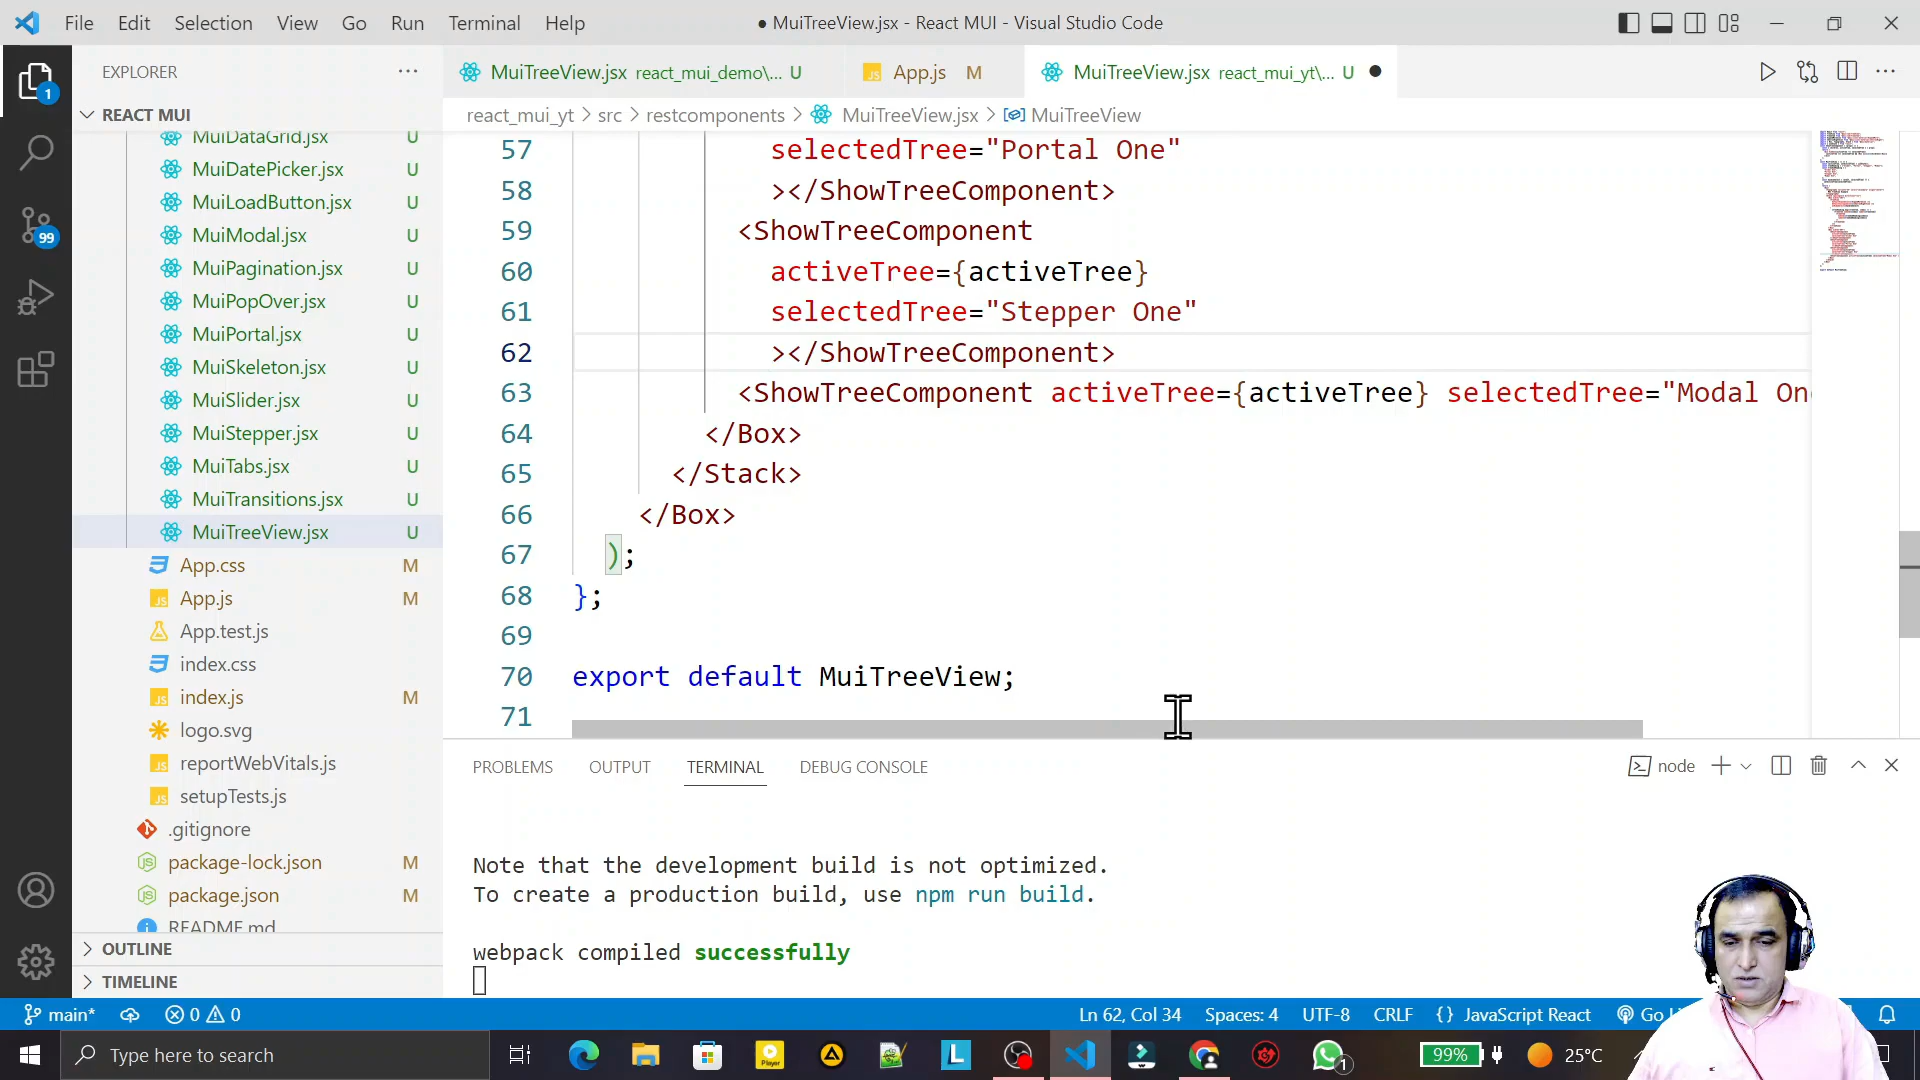 File Edit Selection View Go Run Terminal Help
● MuiTreeView.jsx - React MUI - Visual Studio Code
EXPLORER
MuiTreeView.jsx react_mui_demo\... U
App.js M
MuiTreeView.jsx react_mui_yt\... U
REACT MUI
react_mui_yt > src > restcomponents > MuiTreeView.jsx > MuiTreeView
MuiDataGrid.jsx U
MuiDatePicker.jsx U
MuiLoadButton.jsx U
MuiModal.jsx U
MuiPagination.jsx U
MuiPopOver.jsx U
MuiPortal.jsx U
MuiSkeleton.jsx U
MuiSlider.jsx U
MuiStepper.jsx U
MuiTabs.jsx U
MuiTransitions.jsx U
MuiTreeView.jsx U
App.css M
App.js M
App.test.js
index.css
index.js M
logo.svg
reportWebVitals.js
setupTests.js
.gitignore
package-lock.json M
package.json M
README.md
OUTLINE
TIMELINE
1
99
57 selectedTree="Portal One"
58 ></ShowTreeComponent>
59 <ShowTreeComponent
60 activeTree={activeTree}
61 selectedTree="Stepper One"
62 ></ShowTreeComponent>
63 <ShowTreeComponent activeTree={activeTree} selectedTree="Modal On
64 </Box>
65 </Stack>
66 </Box>
67 );
68 };
69
70 export default MuiTreeView;
71
PROBLEMS OUTPUT TERMINAL DEBUG CONSOLE
node
Note that the development build is not optimized.
To create a production build, use npm run build.
webpack compiled successfully
main* 0 0
Ln 62, Col 34 Spaces: 4 UTF-8 CRLF {} JavaScript React Go
Type here to search
Player
L
1
99%
25°C